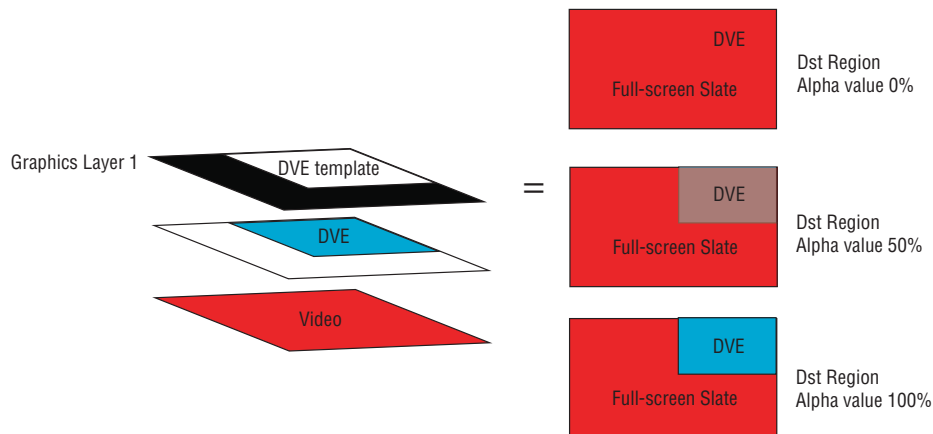 Graphics Layer 1
DVE template
DVE
Video
=
DVE
Full-screen Slate
Dst Region
Alpha value 0%
DVE
Full-screen Slate
Dst Region
Alpha value 50%
DVE
Full-screen Slate
Dst Region
Alpha value 100%